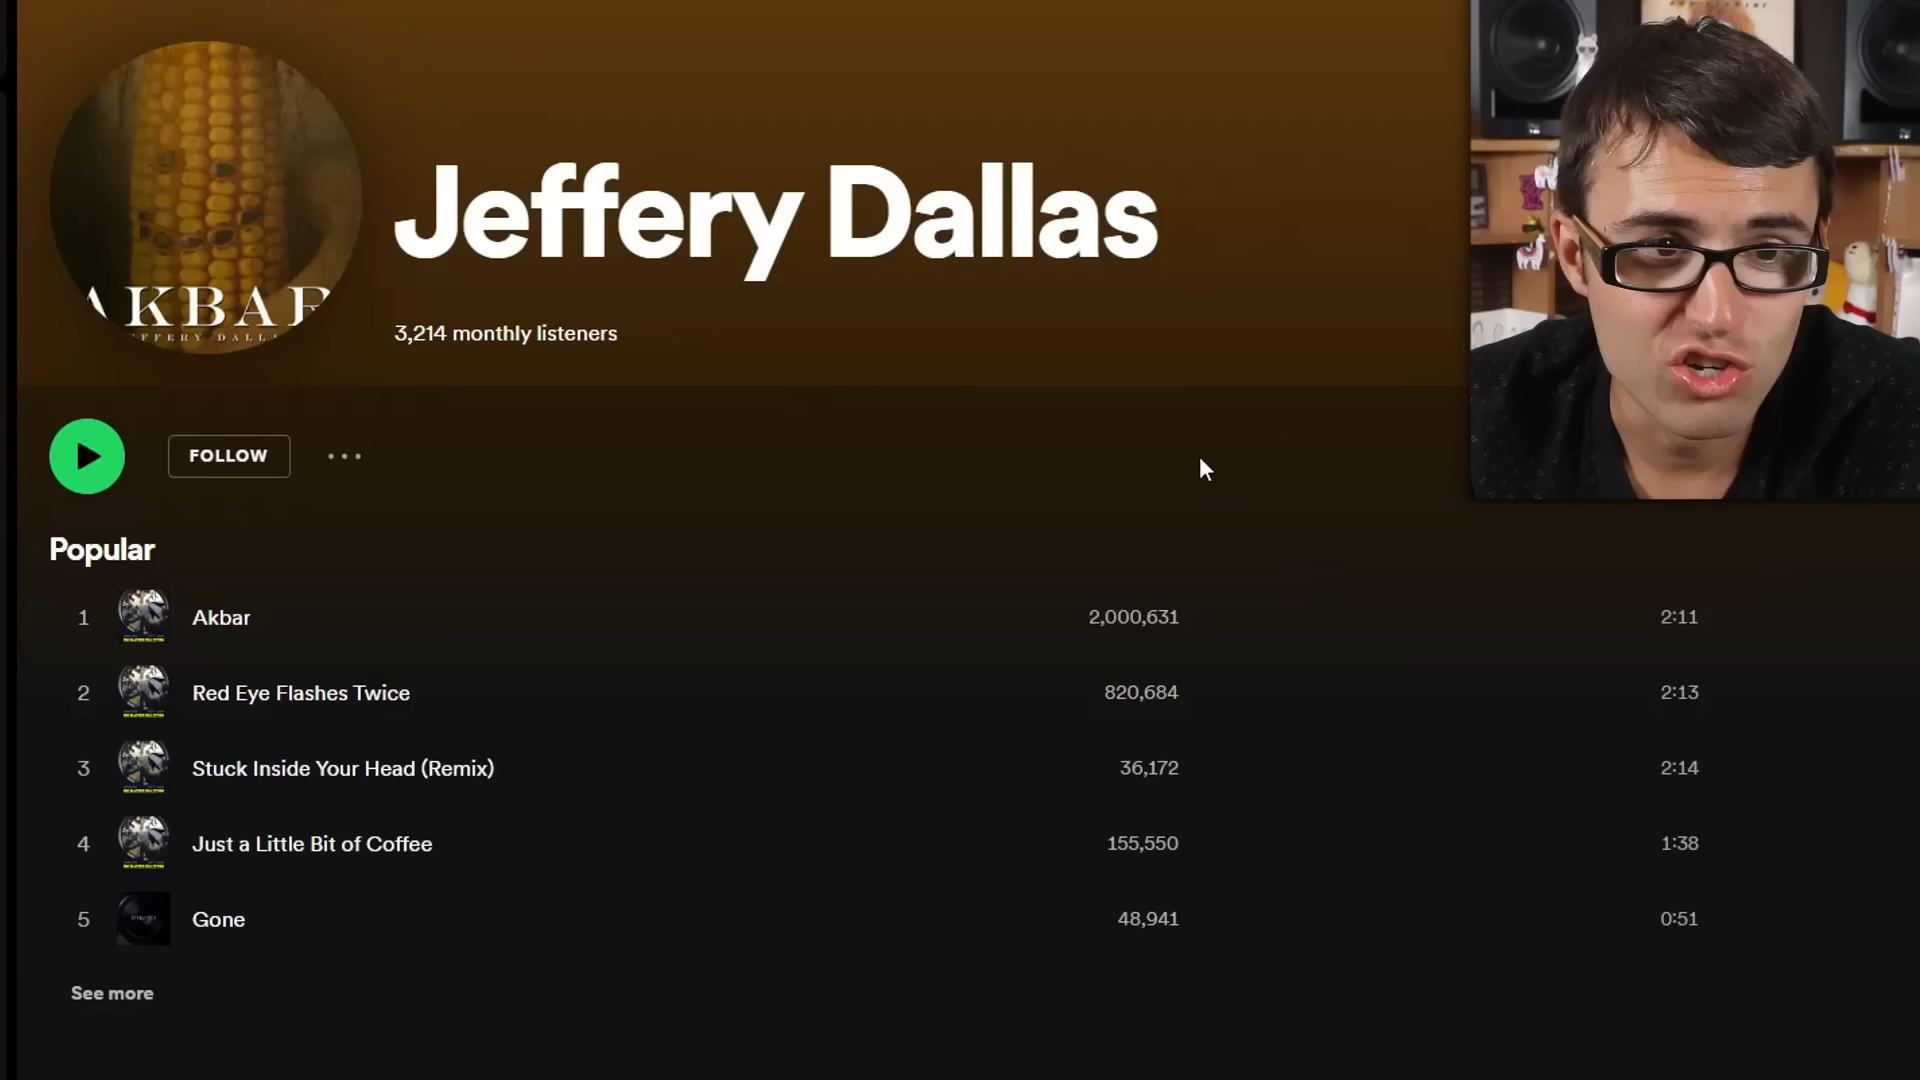 AKBAR
Jeffery Dallas
3,214 monthly listeners
FOLLOW
Popular
1 Akbar 2,000,631 2:11
2 Red Eye Flashes Twice 820,684 2:13
3 Stuck Inside Your Head (Remix) 36,172 2:14
4 Just a Little Bit of Coffee 155,550 1:38
5 Gone 48,941 0:51
See more